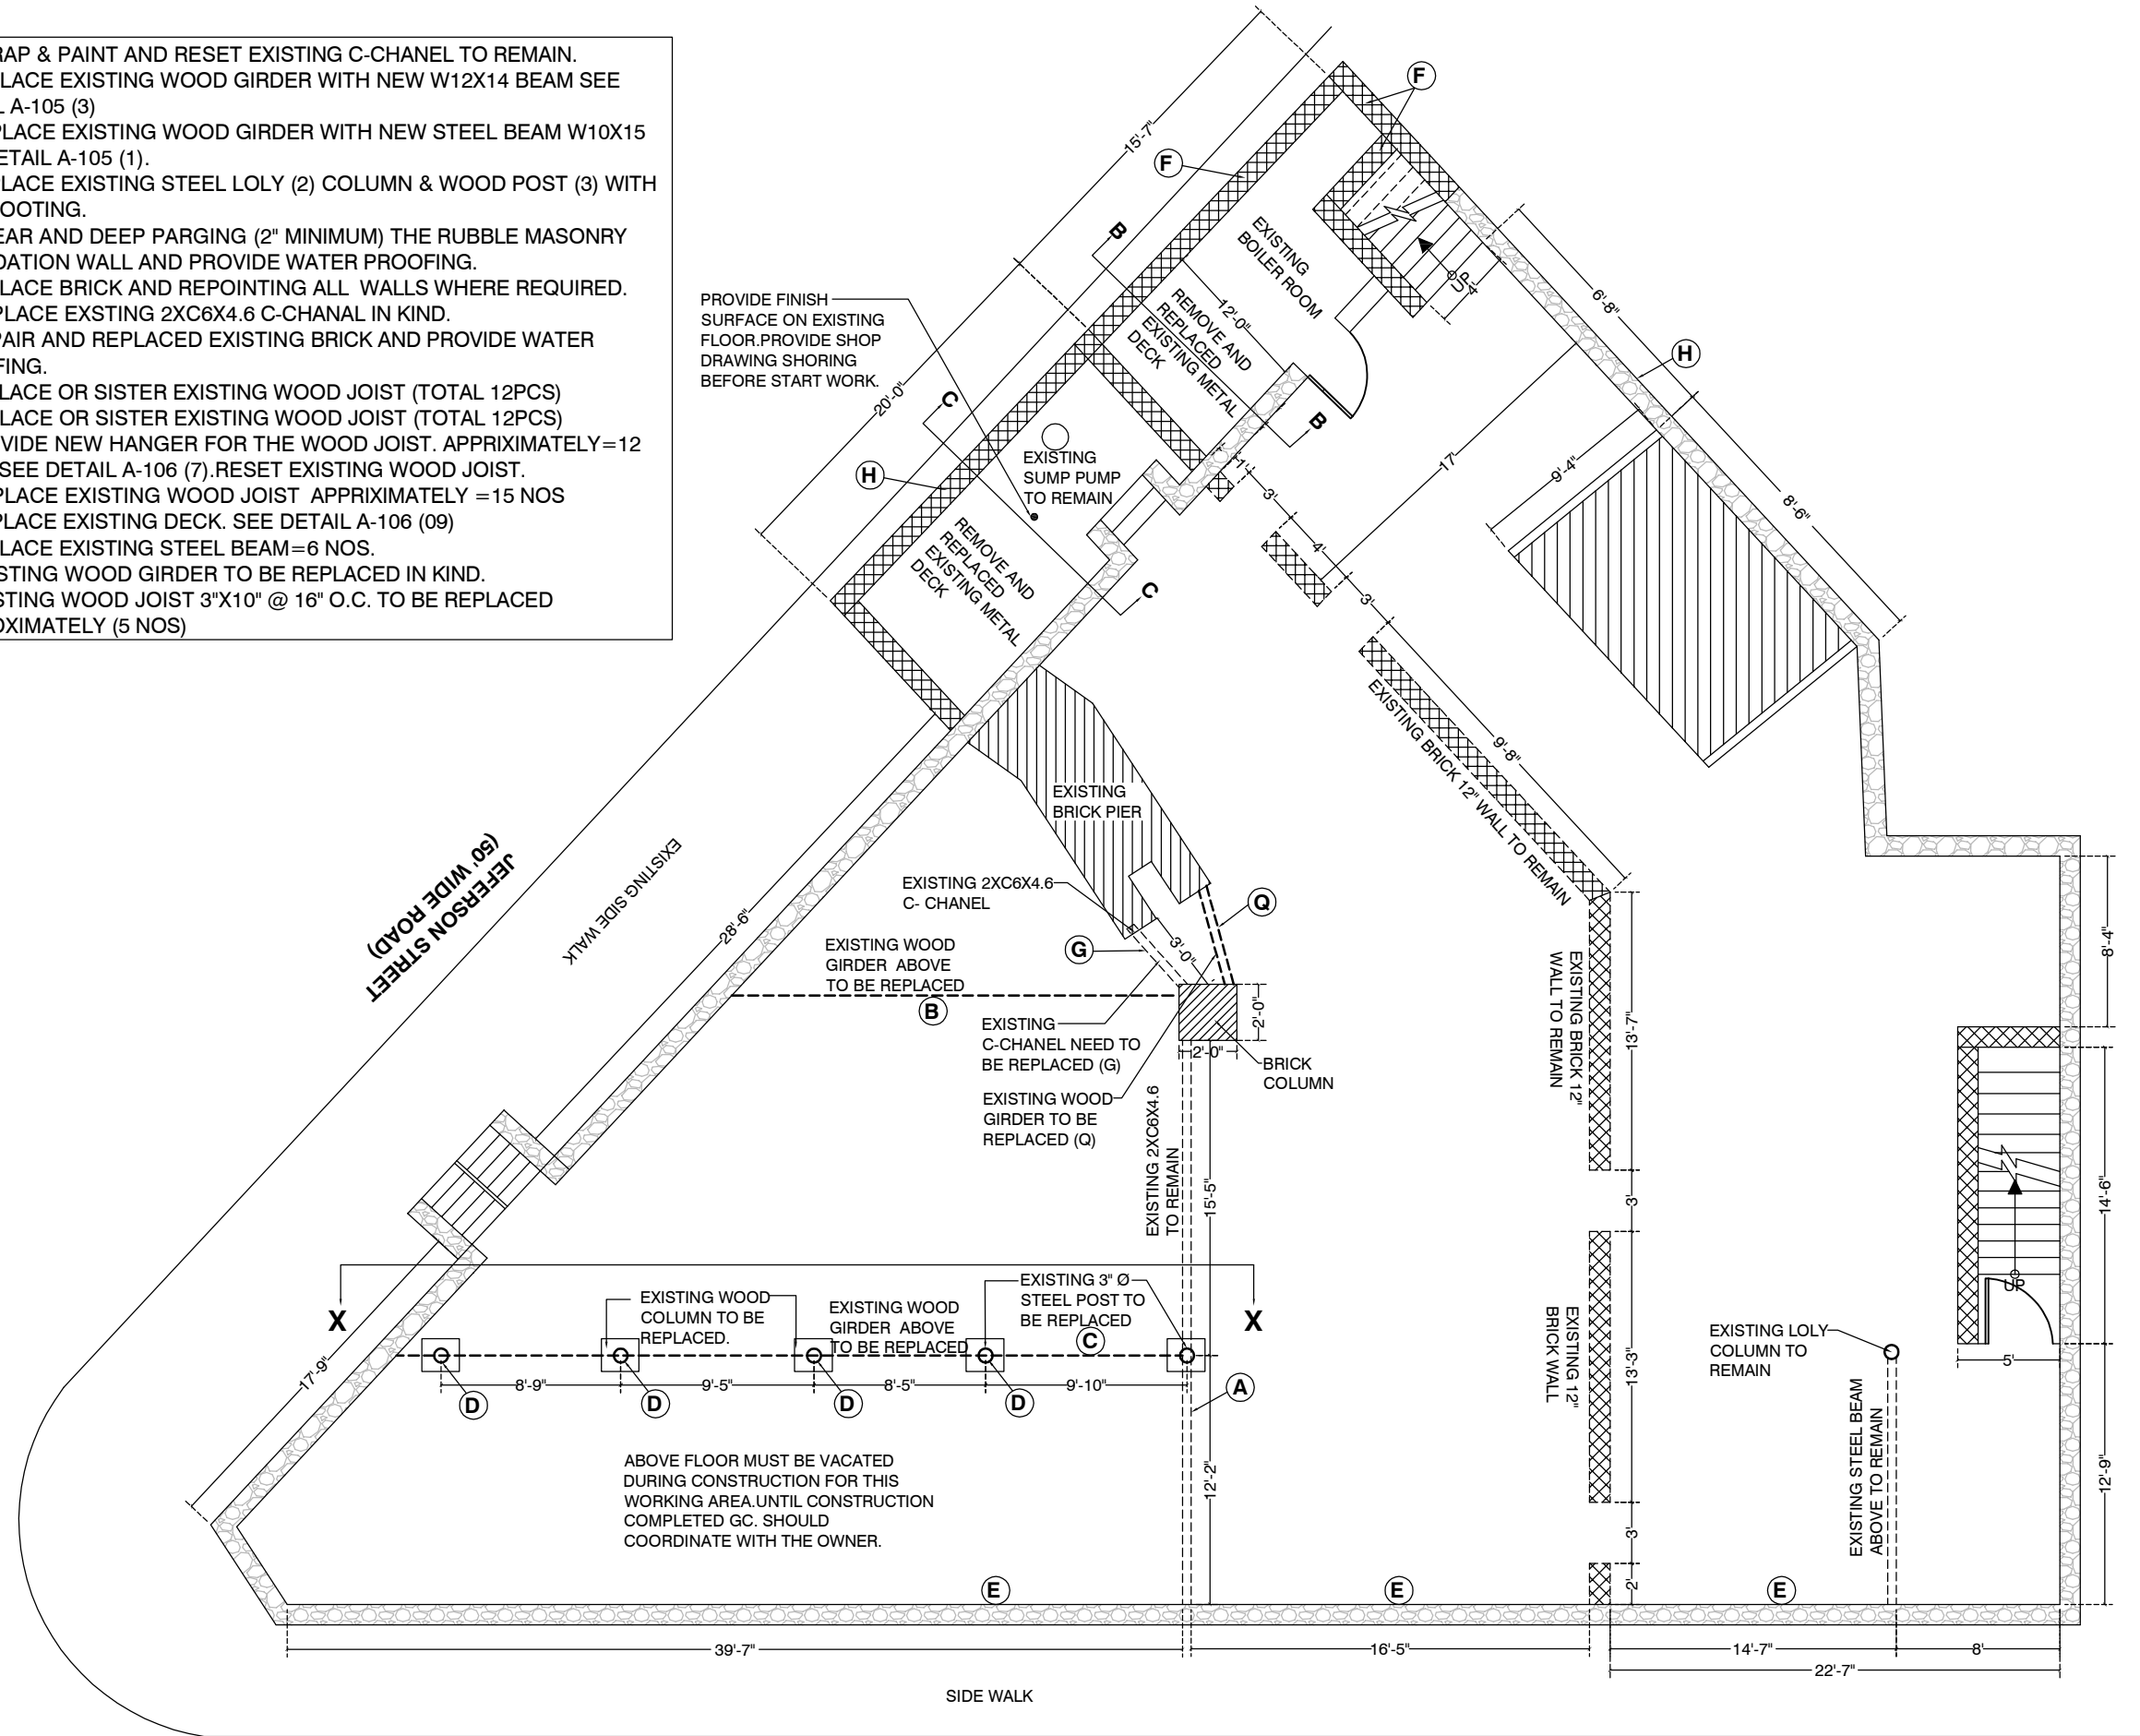 RAP & PAINT AND RESET EXISTING C-CHANEL TO REMAIN.
LACE EXISTING WOOD GIRDER WITH NEW W12X14 BEAM SEE
L A-105 (3)
PLACE EXISTING WOOD GIRDER WITH NEW STEEL BEAM W10X15
ETAIL A-105 (1).
PLACE EXISTING STEEL LOLY (2) COLUMN & WOOD POST (3) WITH
OOTING.
EAR AND DEEP PARGING (2" MINIMUM) THE RUBBLE MASONRY
DATION WALL AND PROVIDE WATER PROOFING.
LACE BRICK AND REPOINTING ALL WALLS WHERE REQUIRED.
PLACE EXSTING 2XC6X4.6 C-CHANAL IN KIND.
PAIR AND REPLACED EXISTING BRICK AND PROVIDE WATER
FING.
LACE OR SISTER EXISTING WOOD JOIST (TOTAL 12PCS)
LACE OR SISTER EXISTING WOOD JOIST (TOTAL 12PCS)
VIDE NEW HANGER FOR THE WOOD JOIST. APPRIXIMATELY=12
SEE DETAIL A-106 (7).RESET EXISTING WOOD JOIST.
PLACE EXISTING WOOD JOIST APPRIXIMATELY =15 NOS
PLACE EXISTING DECK. SEE DETAIL A-106 (09)
LACE EXISTING STEEL BEAM=6 NOS.
ISTING WOOD GIRDER TO BE REPLACED IN KIND.
STING WOOD JOIST 3"X10" @ 16" O.C. TO BE REPLACED
OXIMATELY (5 NOS)
15'-7"
F
F
B
EXISTING
BOILER ROOM
UP
6'-8"
H
PROVIDE FINISH
SURFACE ON EXISTING
FLOOR.PROVIDE SHOP
DRAWING SHORING
BEFORE START WORK.
12'-0"
REMOVE AND
REPLACED
EXISTING METAL
DECK
B
20'-0"
C
H
EXISTING
SUMP PUMP
TO REMAIN
1'
3'
17'
9'-4"
8'-6"
4'
3'
REMOVE AND
REPLACED
EXISTING METAL
DECK
C
9'-8"
EXISTING BRICK 12" WALL TO REMAIN
EXISTING
BRICK PIER
JEFERSON STREET
(50' WIDE ROAD)
EXISTING SIDE WALK
28'-6"
EXISTING 2XC6X4.6
C- CHANEL
Q
G
3'-0"
EXISTING WOOD
GIRDER ABOVE
TO BE REPLACED
B
2'-0"
2'-0"
EXISTING
C-CHANEL NEED TO
BE REPLACED (G)
BRICK
COLUMN
EXISTING WOOD
GIRDER TO BE
REPLACED (Q)
EXISTING BRICK 12"
WALL TO REMAIN
13'-7"
8'-4"
EXISTING 2XC6X4.6
TO REMAIN
15'-5"
3'
14'-6"
UP
X
X
EXISTING WOOD
COLUMN TO BE
REPLACED.
EXISTING WOOD
GIRDER ABOVE
TO BE REPLACED
EXISTING 3" Ø
STEEL POST TO
BE REPLACED
C
17'-9"
8'-9"
9'-5"
8'-5"
9'-10"
D
D
D
D
A
EXISTING 12"
BRICK WALL
13'-3"
EXISTING LOLY
COLUMN TO
REMAIN
5'
EXISTING STEEL BEAM
ABOVE TO REMAIN
12'-9"
ABOVE FLOOR MUST BE VACATED
DURING CONSTRUCTION FOR THIS
WORKING AREA.UNTIL CONSTRUCTION
COMPLETED GC. SHOULD
COORDINATE WITH THE OWNER.
12'-2"
3'
2'
E
E
E
39'-7"
16'-5"
14'-7"
8'
22'-7"
SIDE WALK